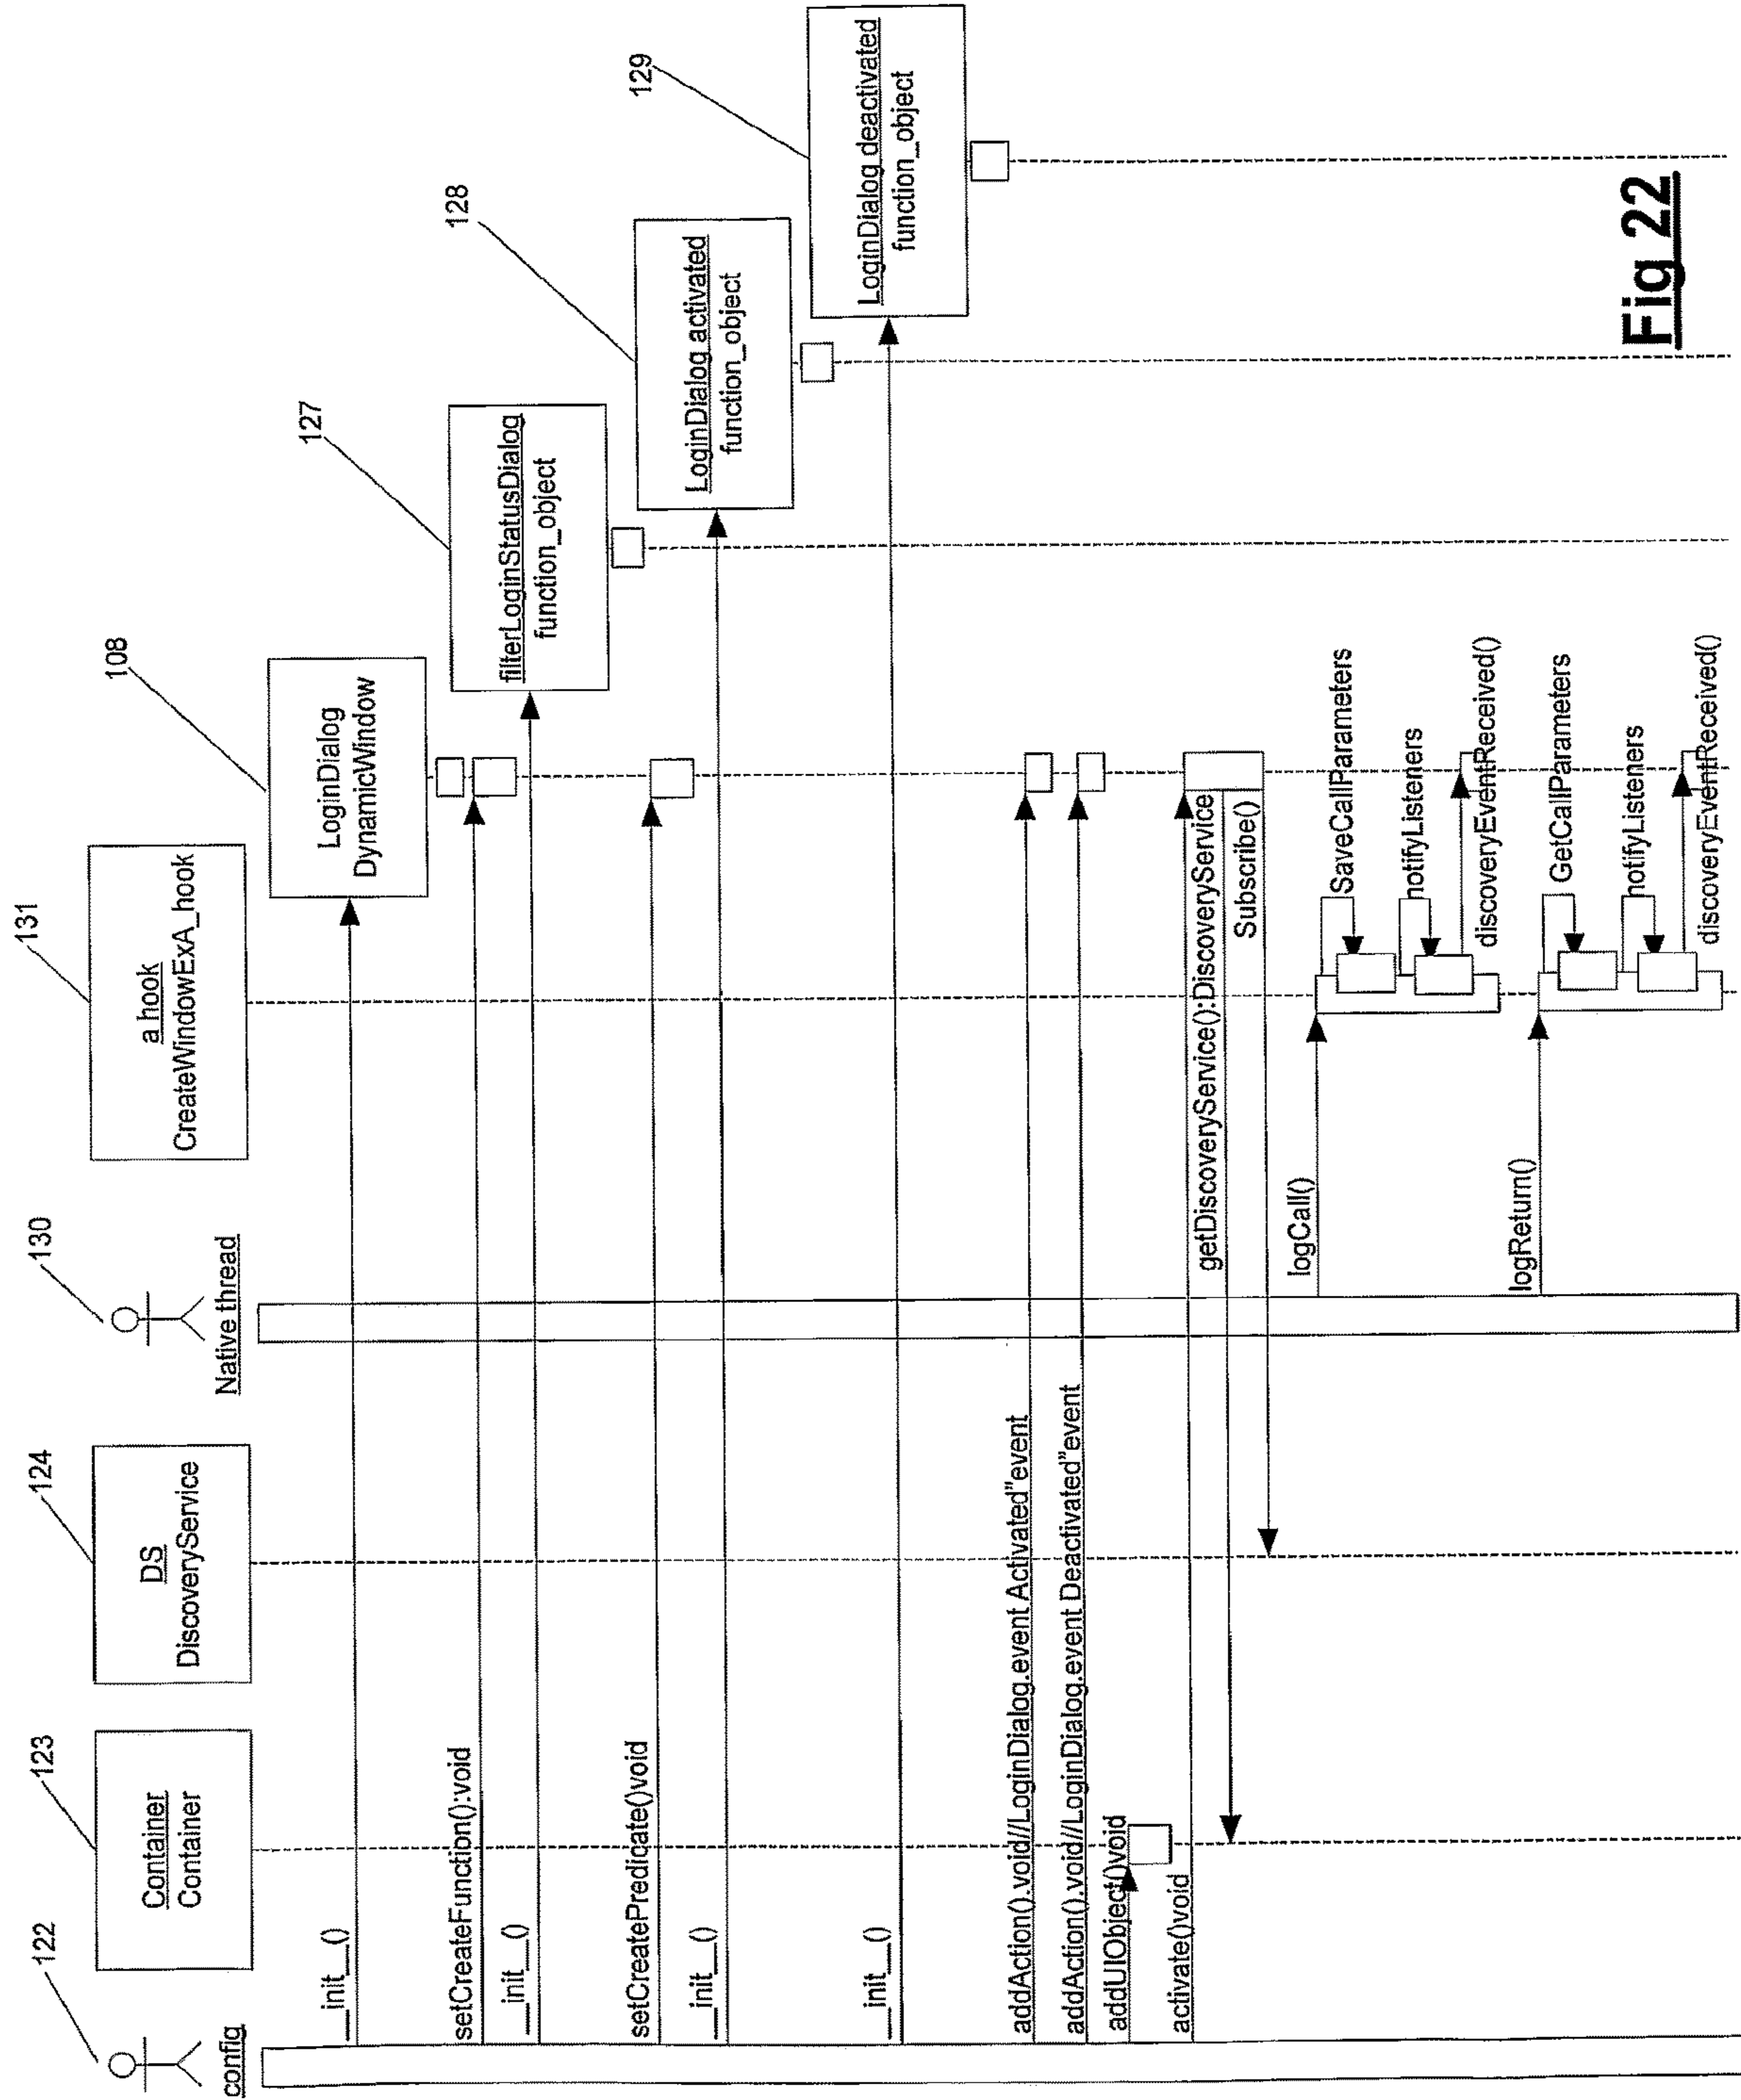 122
config
123
Container
Container
124
DS
DiscoveryService
130
Native thread
131
a hook
CreateWindowExA_hook
108
LoginDialog
DynamicWindow
127
filterLoginStatusDialog
function_object
128
LoginDialog activated
function_object
129
LoginDialog deactivated
function_object
__init__()
setCreateFunction():void
__init__()
setCreatePredicate()void
__init__()
__init__()
addAction().void//LoginDialog.event Activated"event
addAction().void//LoginDialog.event Deactivated"event
addUIObject()void
activate()void
getDiscoveryService():DiscoveryService
Subscribe()
logCall()
SaveCallParameters
notifyListeners
discoveryEventReceived()
logReturn()
GetCallParameters
notifyListeners
discoveryEventReceived()
Fig 22